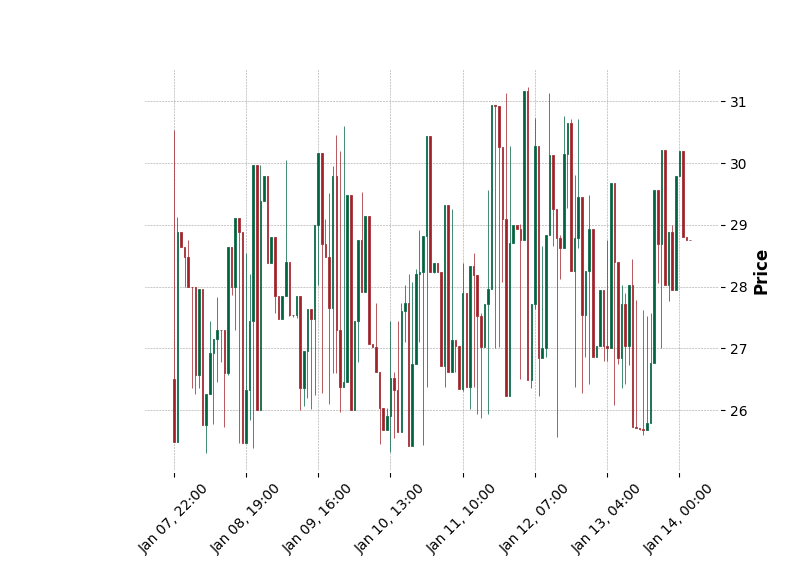 31
30
29
28
27
26
Price
Jan 07, 22:00
Jan 08, 19:00
Jan 09, 16:00
Jan 10, 13:00
Jan 11, 10:00
Jan 12, 07:00
Jan 13, 04:00
Jan 14, 00:00